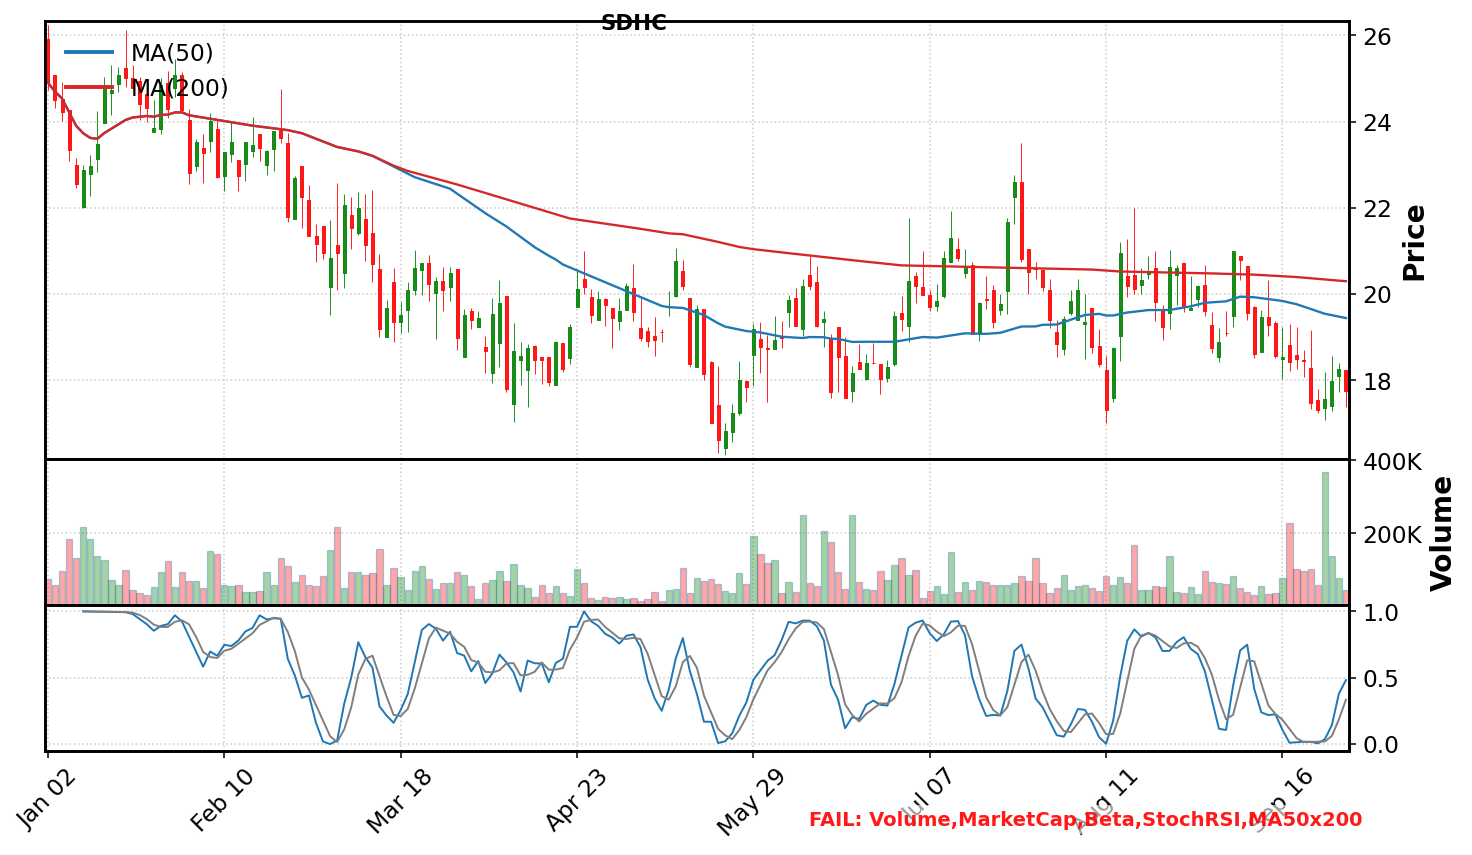 SDHC
MA(50)
MA(200)
26
24
22
20
18
Price
400K
200K
Volume
1.0
0.5
0.0
Jan 02
Feb 10
Mar 18
Apr 23
May 29
Jul 07
Aug 11
Sep 16
FAIL: Volume,MarketCap,Beta,StochRSI,MA50x200